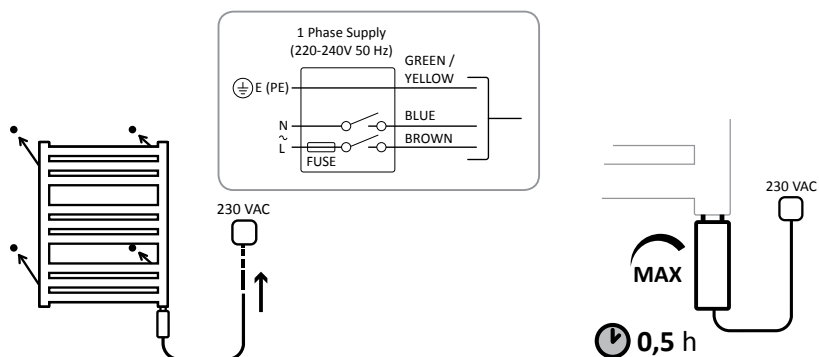 1 Phase Supply
(220-240V 50 Hz)
GREEN /
YELLOW
E (PE)
BLUE
N
~
BROWN
L
FUSE
230 VAC
230 VAC
MAX
0,5 h